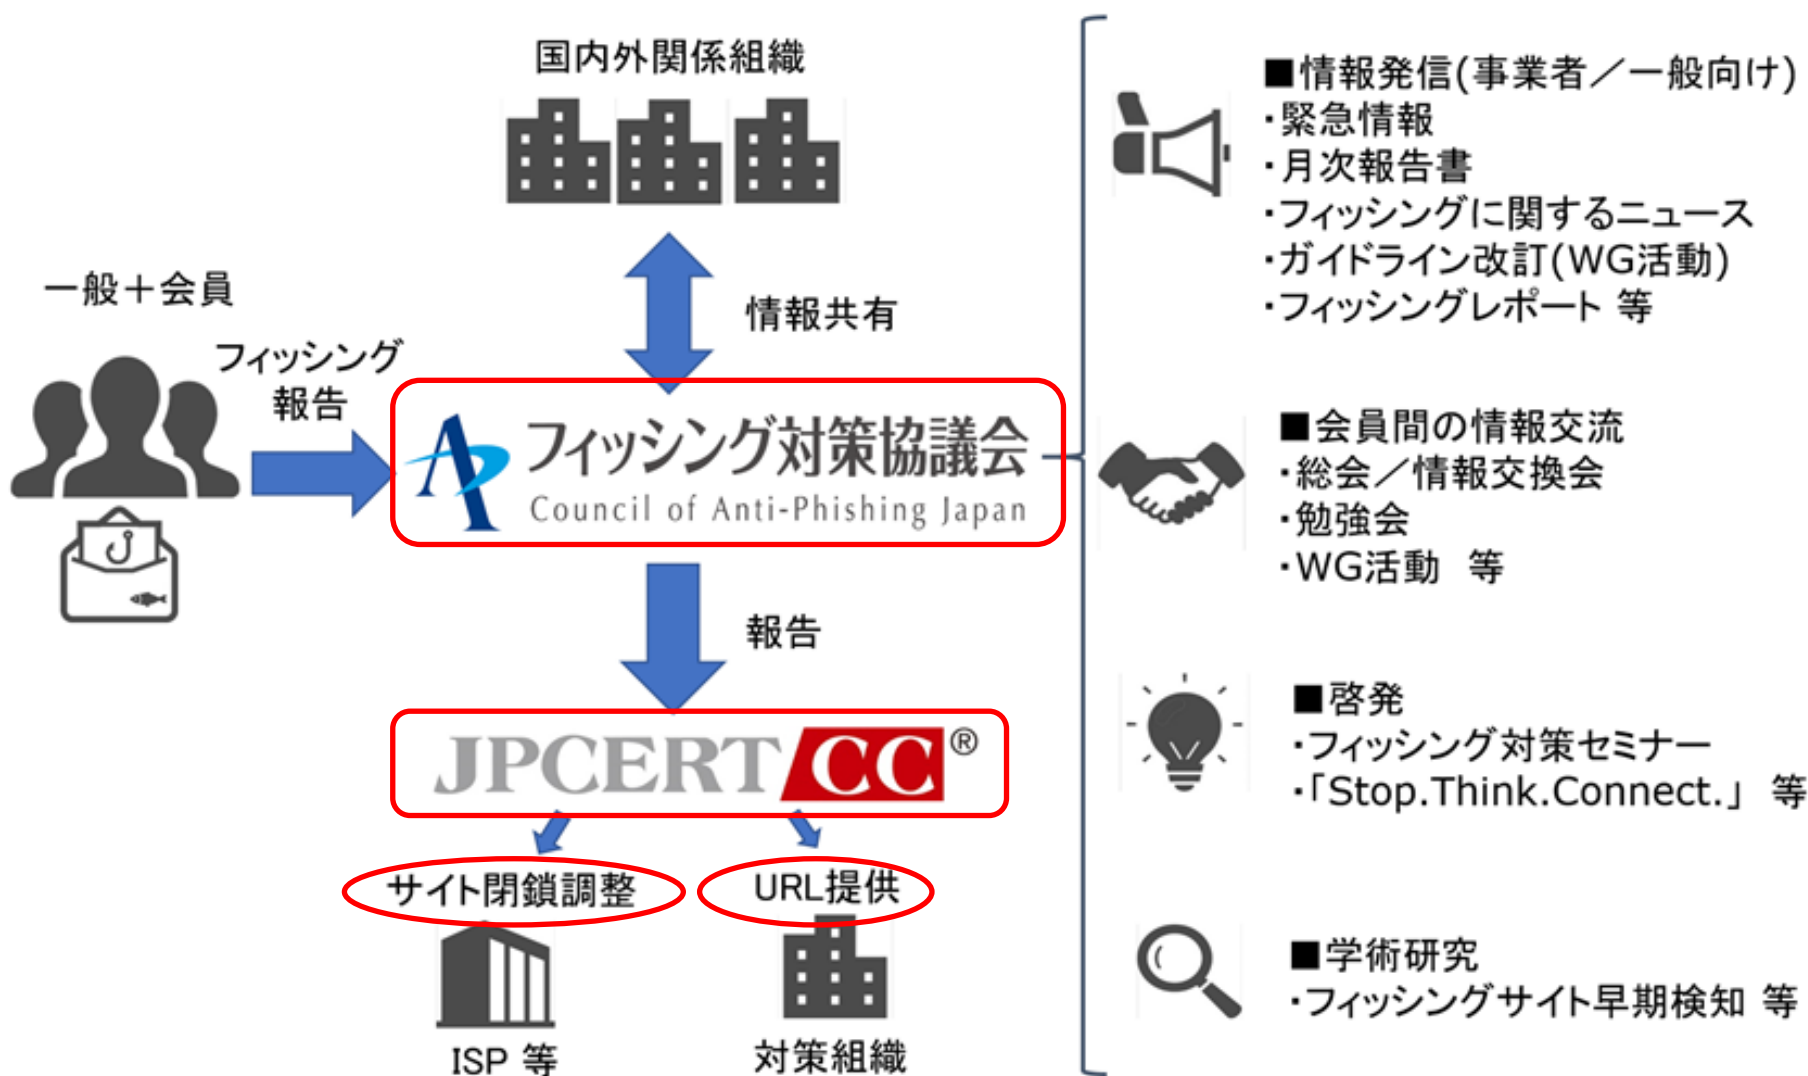 国内外関係組織
情報共有
一般＋会員
フィッシング
報告
フィッシング対策協議会
Council of Anti-Phishing Japan
報告
JPCERT CC®
サイト閉鎖調整
URL提供
ISP 等
対策組織
■情報発信(事業者／一般向け)
・緊急情報
・月次報告書
・フィッシングに関するニュース
・ガイドライン改訂(WG活動)
・フィッシングレポート 等
■会員間の情報交流
・総会／情報交換会
・勉強会
・WG活動　等
■啓発
・フィッシング対策セミナー
・「Stop.Think.Connect.」 等
■学術研究
・フィッシングサイト早期検知 等